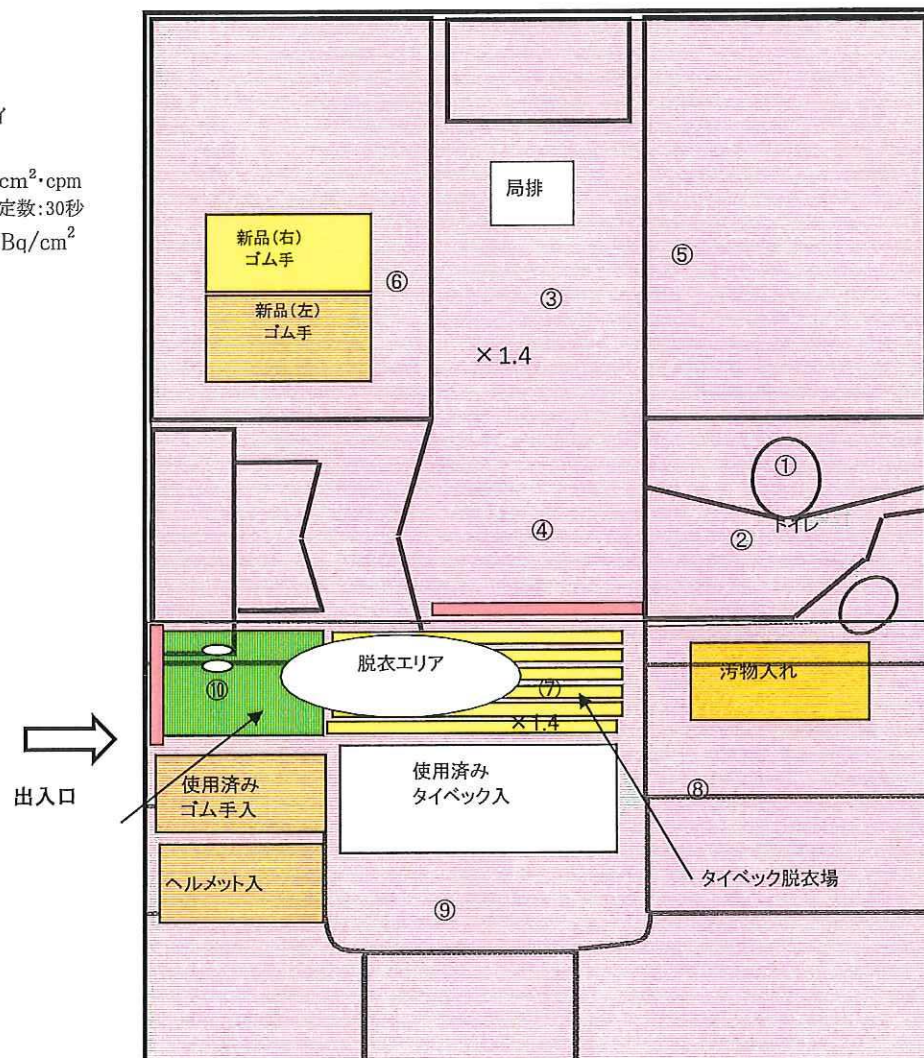 イ
cm²・cpm
定数:30秒
Bq/cm²
局排
新品(右)
ゴム手
⑥
⑤
③
新品(左)
ゴム手
×1.4
①
④
②
トイレ
脱衣エリア
汚物入れ
⑩
⑦
×1.4
使用済み
タイベック入
使用済み
ゴム手入
出入口
⑧
ヘルメット入
タイベック脱衣場
⑨